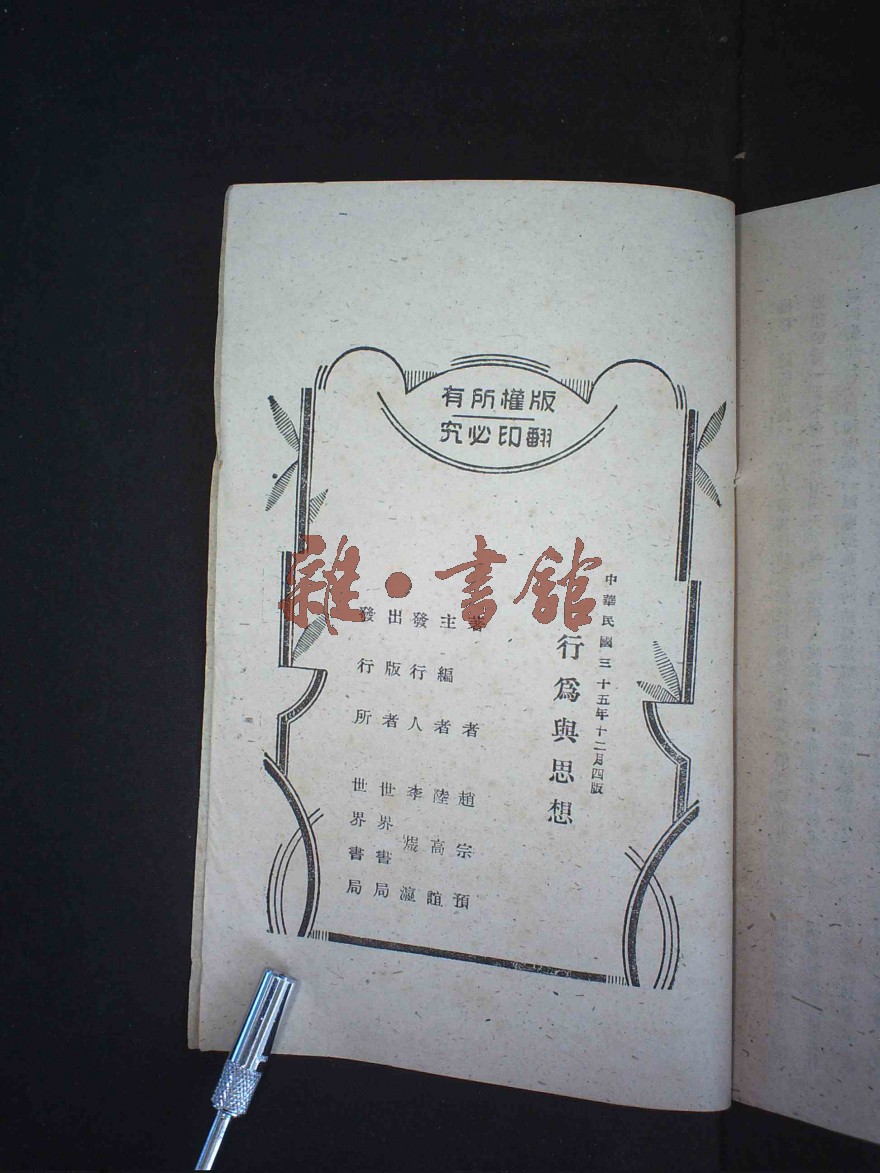 版權所有
翻印必究
中華民國三十五年十二月四版
行爲與思想
著者 趙宗預
主編者 陸高誼
發行人 李煜瀛
出版者 世界書局
發行所 世界書局
雜·書館